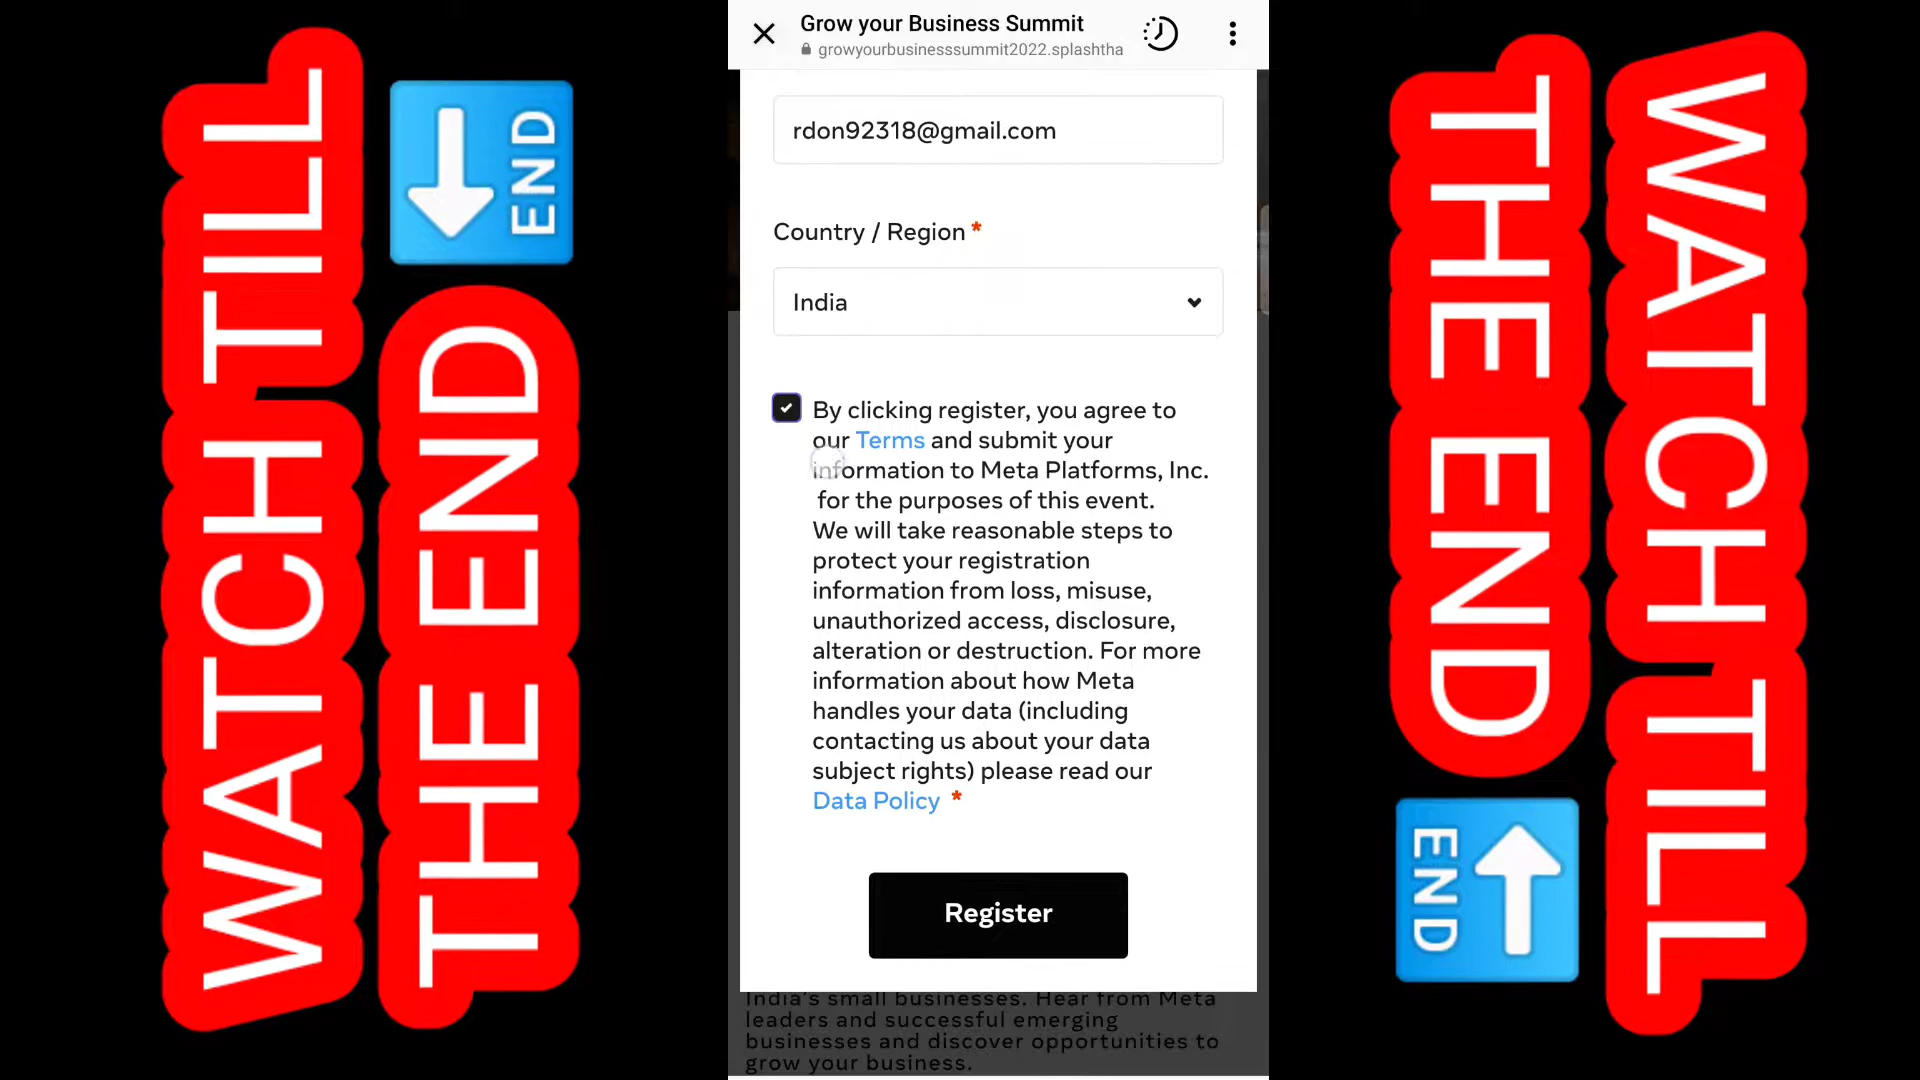 WATCH TILL
THE END
END
Grow your Business Summit
growyourbusinesssummit2022.splashtha
rdon92318@gmail.com
Country / Region *
India
By clicking register, you agree to
our Terms and submit your
information to Meta Platforms, Inc.
for the purposes of this event.
We will take reasonable steps to
protect your registration
information from loss, misuse,
unauthorized access, disclosure,
alteration or destruction. For more
information about how Meta
handles your data (including
contacting us about your data
subject rights) please read our
Data Policy *
Register
India's small businesses. Hear from Meta
leaders and successful emerging
businesses and discover opportunities to
grow your business.
WATCH TILL
THE END
END